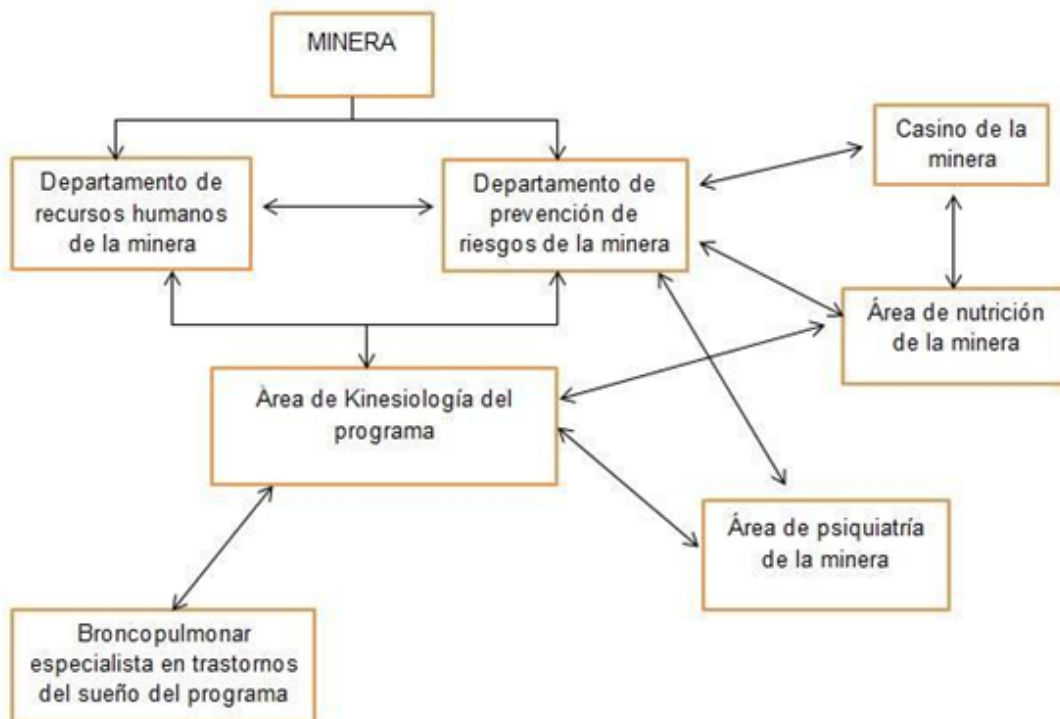 MINERA
Casino de la
minera
Departamento de
recursos humanos
de la minera
Departamento de
prevención de
riesgos de la minera
Área de nutrición
de la minera
Àrea de Kinesiología del
programa
Área de psiquiatría
de la minera
Broncopulmonar
especialista en trastornos
del sueño del programa